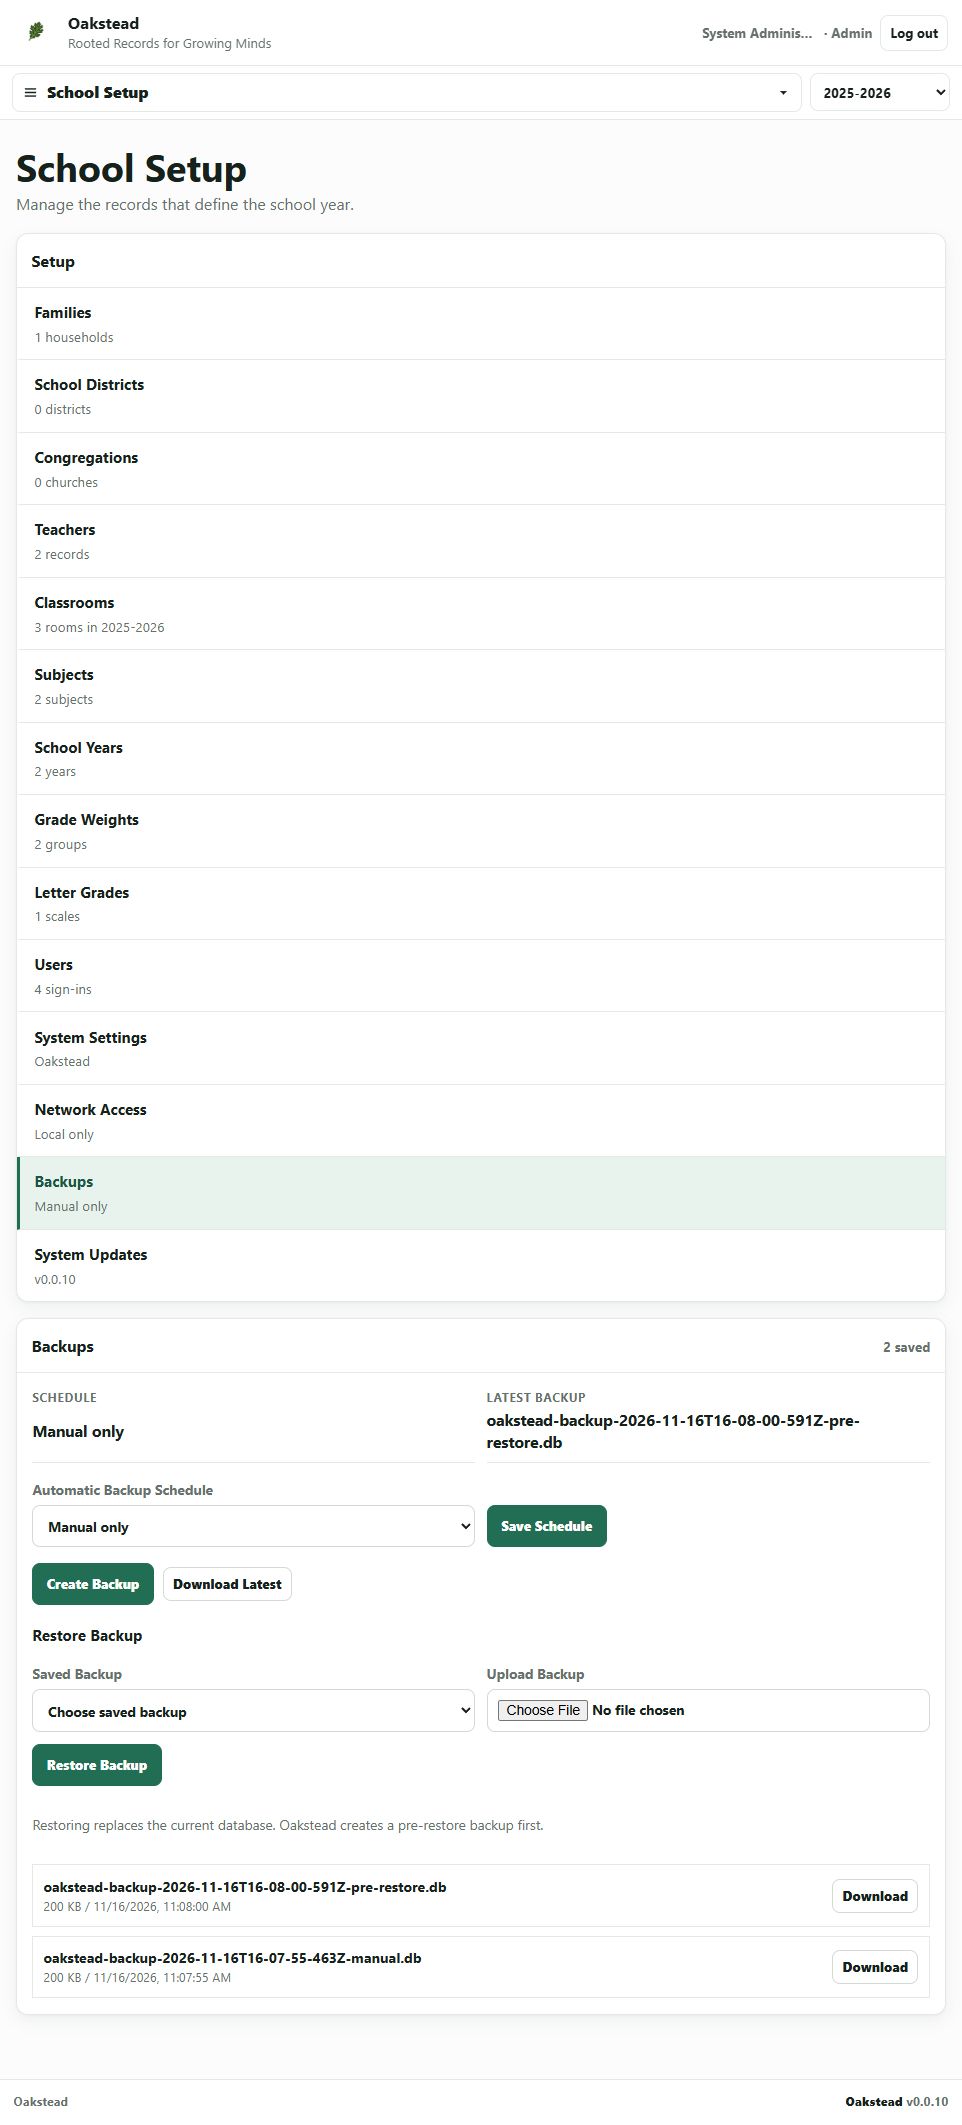 Oakstead
Rooted Records for Growing Minds
System Adminis... · Admin
Log out
School Setup
2025-2026
School Setup
Manage the records that define the school year.
Setup
Families
1 households
School Districts
0 districts
Congregations
0 churches
Teachers
2 records
Classrooms
3 rooms in 2025-2026
Subjects
2 subjects
School Years
2 years
Grade Weights
2 groups
Letter Grades
1 scales
Users
4 sign-ins
System Settings
Oakstead
Network Access
Local only
Backups
Manual only
System Updates
v0.0.10
Backups
2 saved
SCHEDULE
Manual only
LATEST BACKUP
oakstead-backup-2026-11-16T16-08-00-591Z-pre-
restore.db
Automatic Backup Schedule
Manual only
Save Schedule
Create Backup
Download Latest
Restore Backup
Saved Backup
Choose saved backup
Upload Backup
Choose File No file chosen
Restore Backup
Restoring replaces the current database. Oakstead creates a pre-restore backup first.
oakstead-backup-2026-11-16T16-08-00-591Z-pre-restore.db
200 KB / 11/16/2026, 11:08:00 AM
Download
oakstead-backup-2026-11-16T16-07-55-463Z-manual.db
200 KB / 11/16/2026, 11:07:55 AM
Download
Oakstead
Oakstead v0.0.10